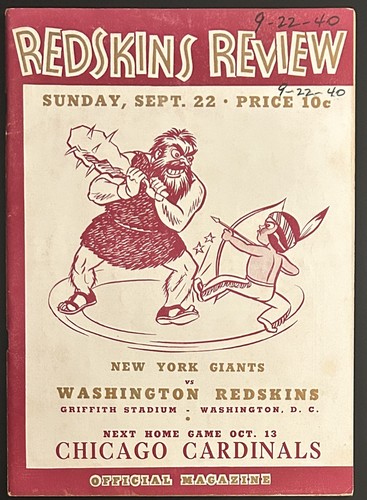 9-22-40
REDSKINS REVIEW
9-22-40
SUNDAY, SEPT. 22 · PRICE 10c
NEW YORK GIANTS
vs
WASHINGTON REDSKINS
GRIFFITH STADIUM - WASHINGTON, D. C.
NEXT HOME GAME OCT. 13
CHICAGO CARDINALS
OFFICIAL MAGAZINE